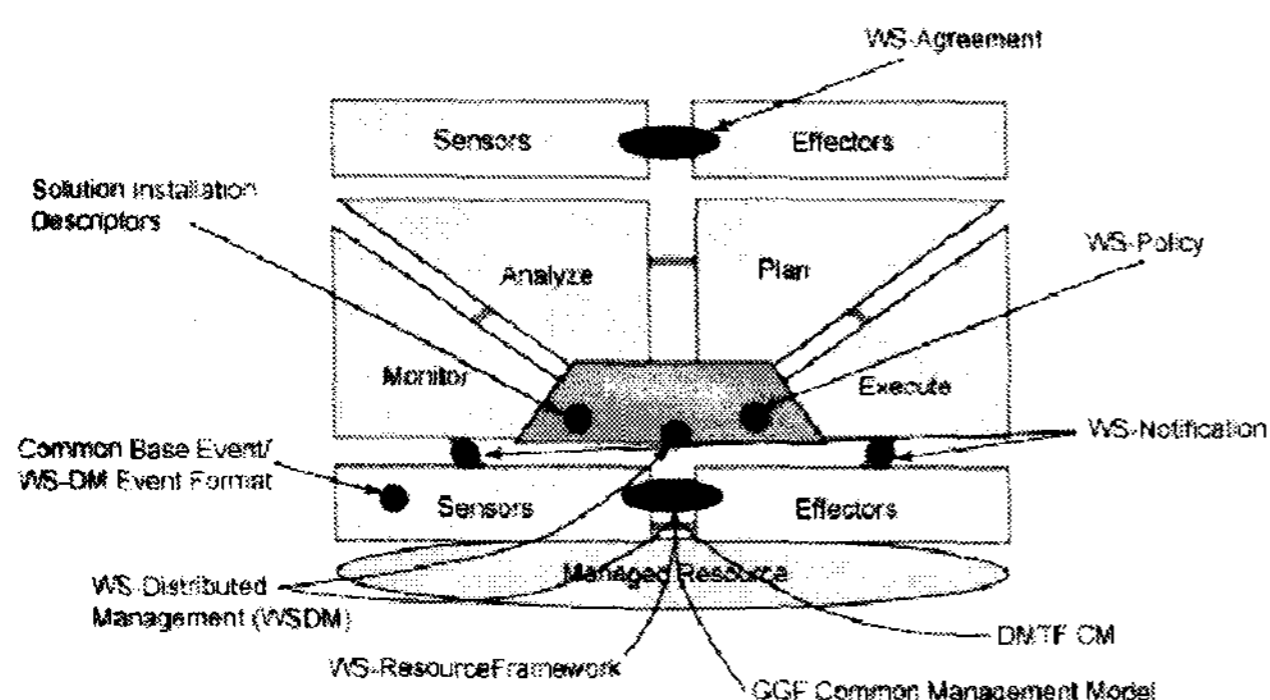 WS-Agreement
Sensors
Effectors
Solution Installation
Descriptors
Analyze
Plan
WS-Policy
Monitor
Execute
Common Base Event/
WS-DM Event Format
WS-Notification
Sensors
Effectors
Managed Resource
WS-Distributed
Management (WSDM)
DMTF CM
WS-ResourceFramework
GGF Common Management Model